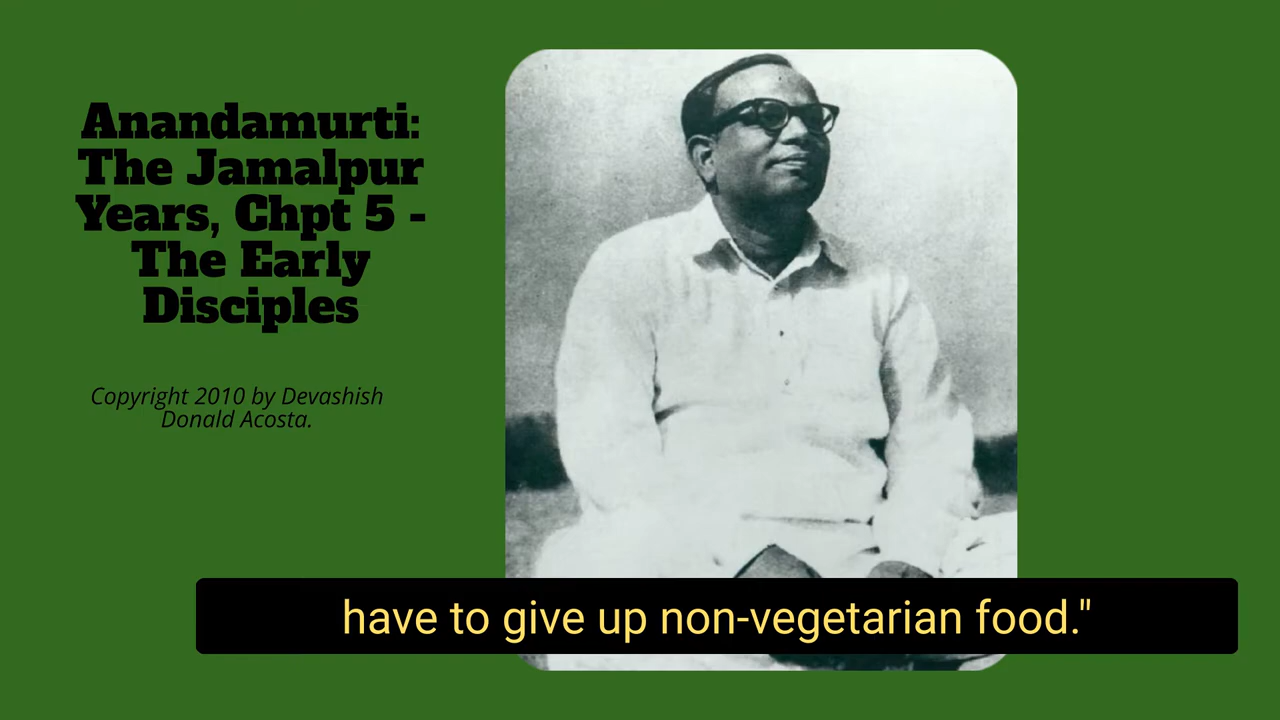 Anandamurti:
The Jamalpur
Years, Chpt 5 -
The Early
Disciples
Copyright 2010 by Devashish
Donald Acosta.
have to give up non-vegetarian food."